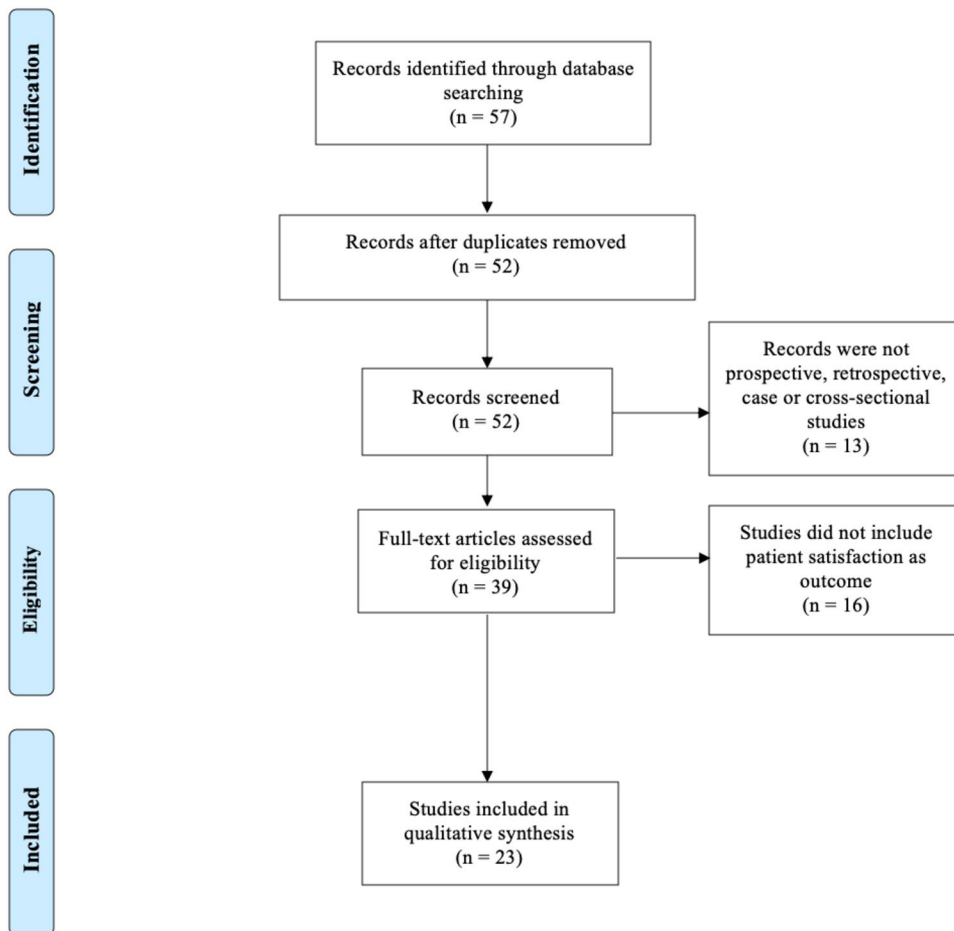 Identification
Records identified through database
searching
(n = 57)
Records after duplicates removed
(n = 52)
Screening
Records screened
(n = 52)
Records were not
prospective, retrospective,
case or cross-sectional
studies
(n = 13)
Eligibility
Full-text articles assessed
for eligibility
(n = 39)
Studies did not include
patient satisfaction as
outcome
(n = 16)
Included
Studies included in
qualitative synthesis
(n = 23)